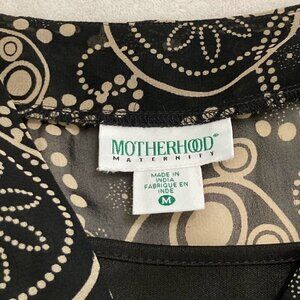 MOTHERHOOD®
MATERNITY
MADE IN
INDIA
FABRIQUE EN
INDE
M